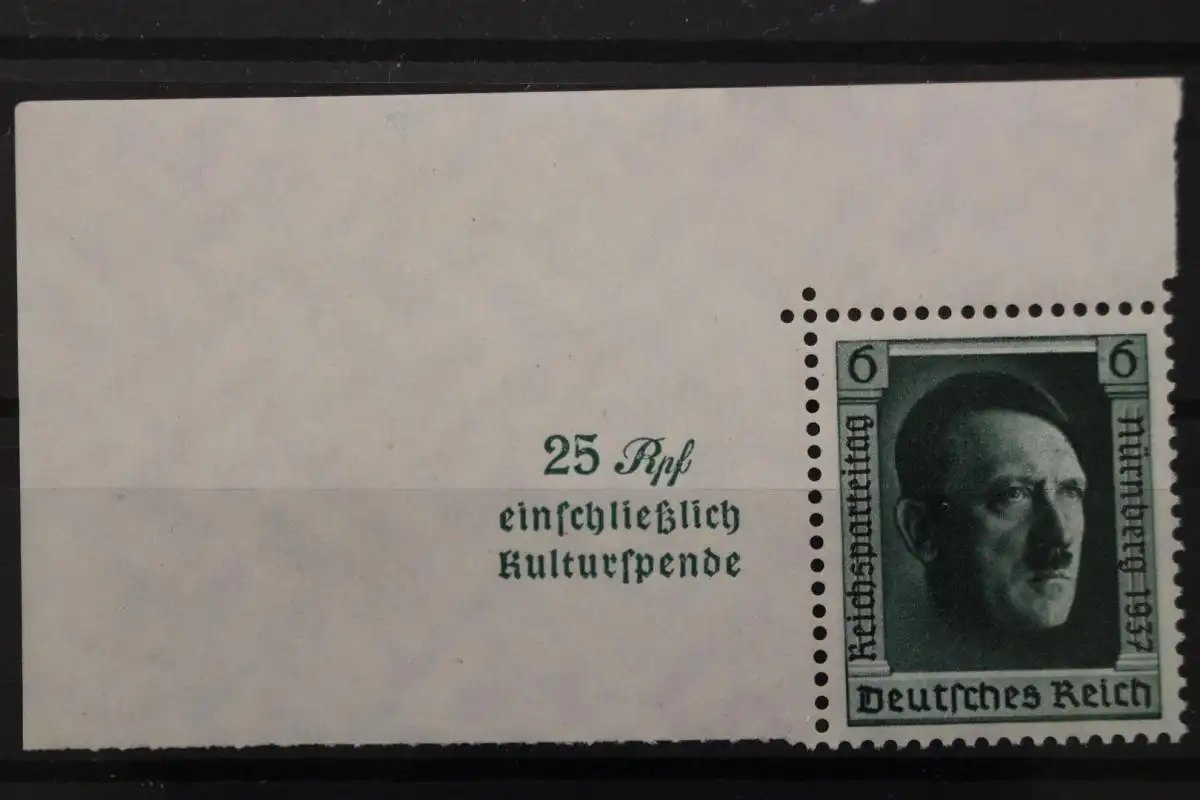 25 Rpf
einſchließlich
Kulturſpende
6 6
Reichsparteitag
Nürnberg 1937
Deutſches Reich